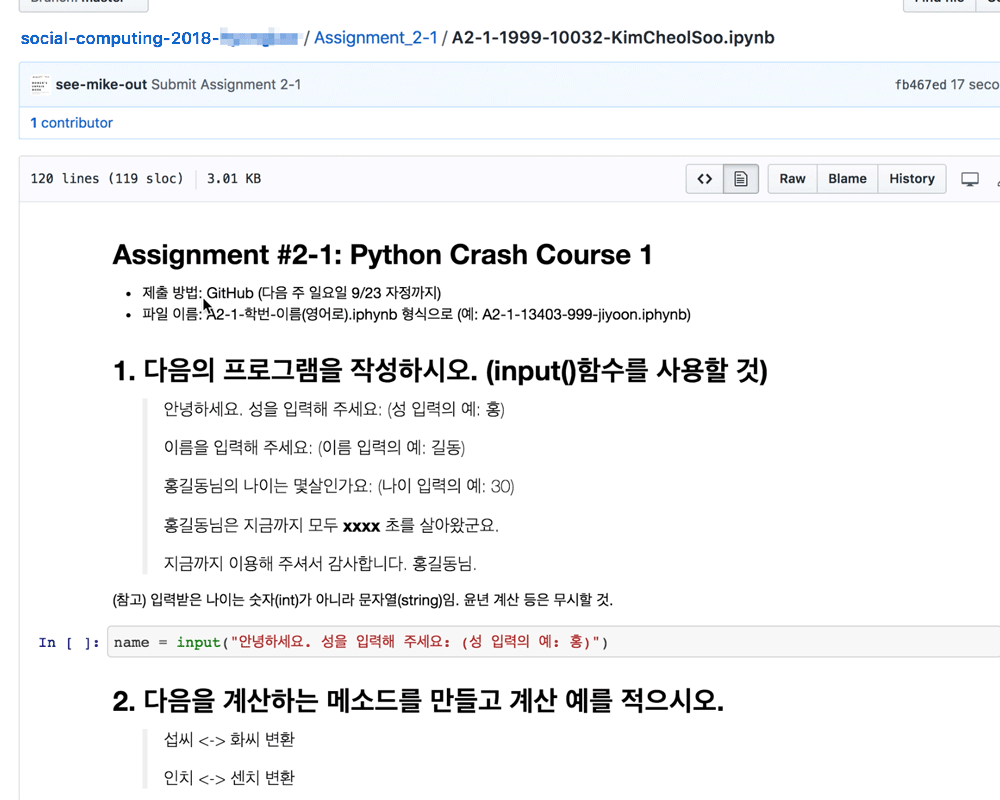 social-computing-2018- / Assignment_2-1 / A2-1-1999-10032-KimCheolSoo.ipynb
see-mike-out Submit Assignment 2-1 fb467ed 17 seco
1 contributor
120 lines (119 sloc) 3.01 KB Raw Blame History
Assignment #2-1: Python Crash Course 1
• 제출 방법: GitHub (다음 주 일요일 9/23 자정까지)
• 파일 이름: A2-1-학번-이름(영어로).iphynb 형식으로 (예: A2-1-13403-999-jiyoon.iphynb)
1. 다음의 프로그램을 작성하시오. (input()함수를 사용할 것)
안녕하세요. 성을 입력해 주세요: (성 입력의 예: 홍)
이름을 입력해 주세요: (이름 입력의 예: 길동)
홍길동님의 나이는 몇살인가요: (나이 입력의 예: 30)
홍길동님은 지금까지 모두 xxxx 초를 살아왔군요.
지금까지 이용해 주셔서 감사합니다. 홍길동님.
(참고) 입력받은 나이는 숫자(int)가 아니라 문자열(string)임. 윤년 계산 등은 무시할 것.
In [ ]: name = input("안녕하세요. 성을 입력해 주세요: (성 입력의 예: 홍)")
2. 다음을 계산하는 메소드를 만들고 계산 예를 적으시오.
섭씨 <-> 화씨 변환
인치 <-> 센치 변환